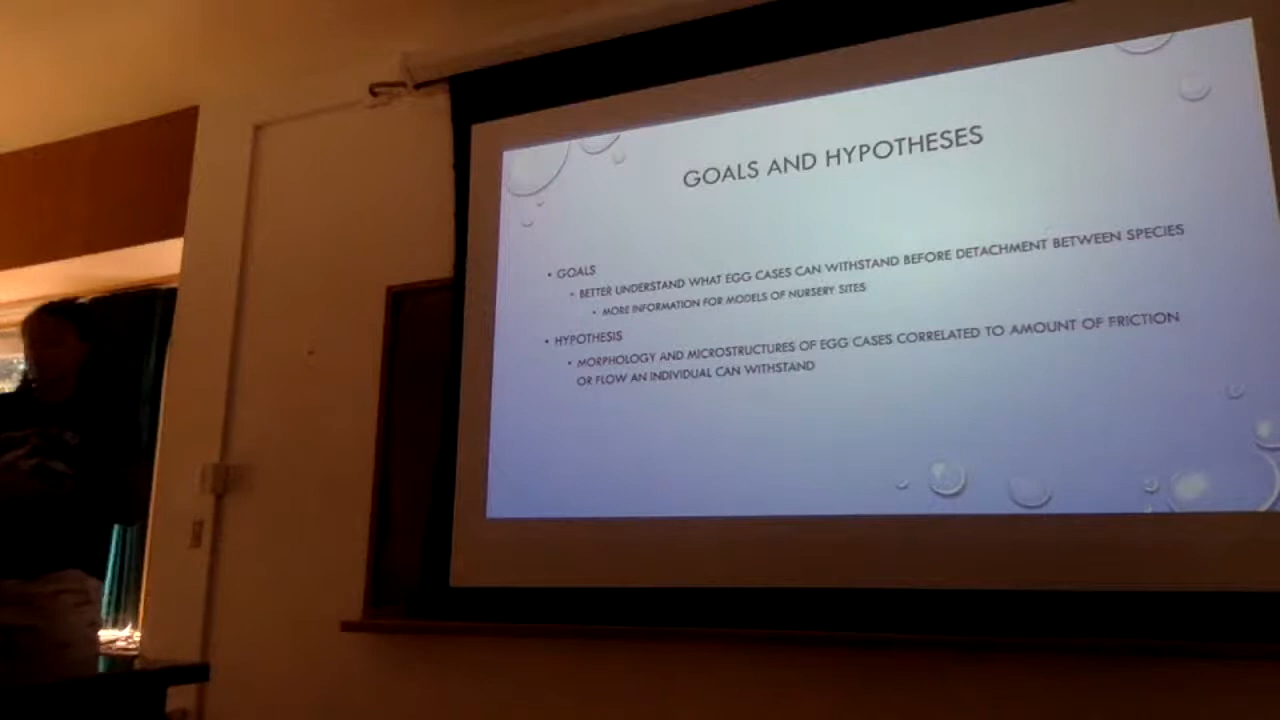 GOALS AND HYPOTHESES
• GOALS
• BETTER UNDERSTAND WHAT EGG CASES CAN WITHSTAND BEFORE DETACHMENT BETWEEN SPECIES
• MORE INFORMATION FOR MODELS OF NURSERY SITES
• HYPOTHESIS
• MORPHOLOGY AND MICROSTRUCTURES OF EGG CASES CORRELATED TO AMOUNT OF FRICTION
OR FLOW AN INDIVIDUAL CAN WITHSTAND